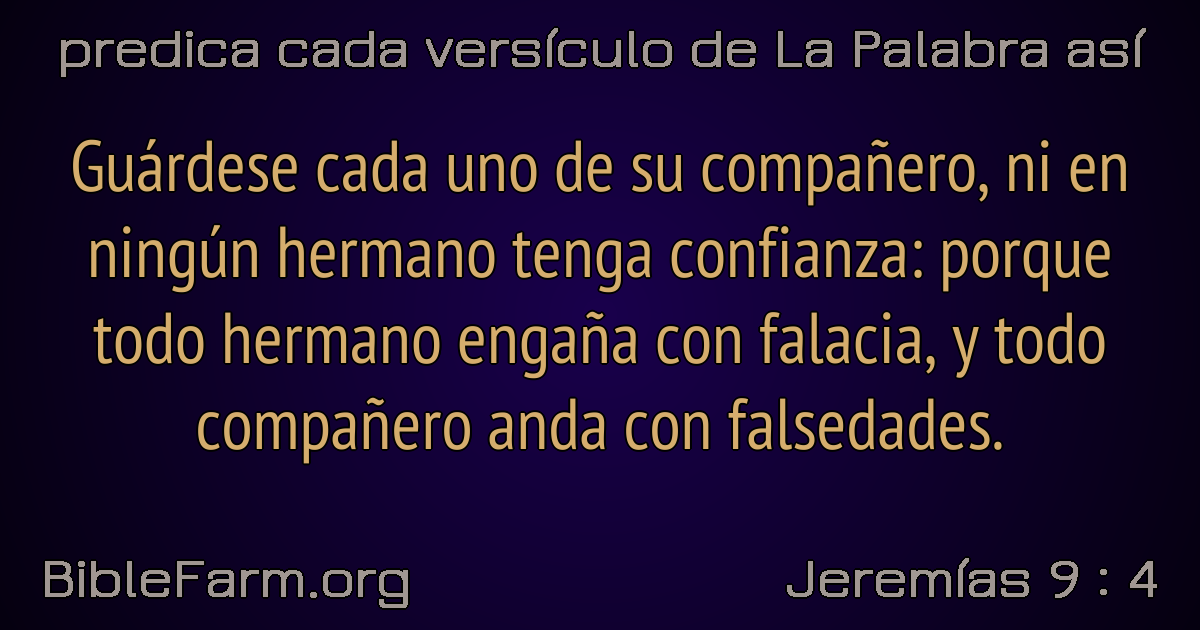 predica cada versículo de La Palabra así
Guárdese cada uno de su compañero, ni en
ningún hermano tenga confianza: porque
todo hermano engaña con falacia, y todo
compañero anda con falsedades.
BibleFarm.org
Jeremías 9 : 4